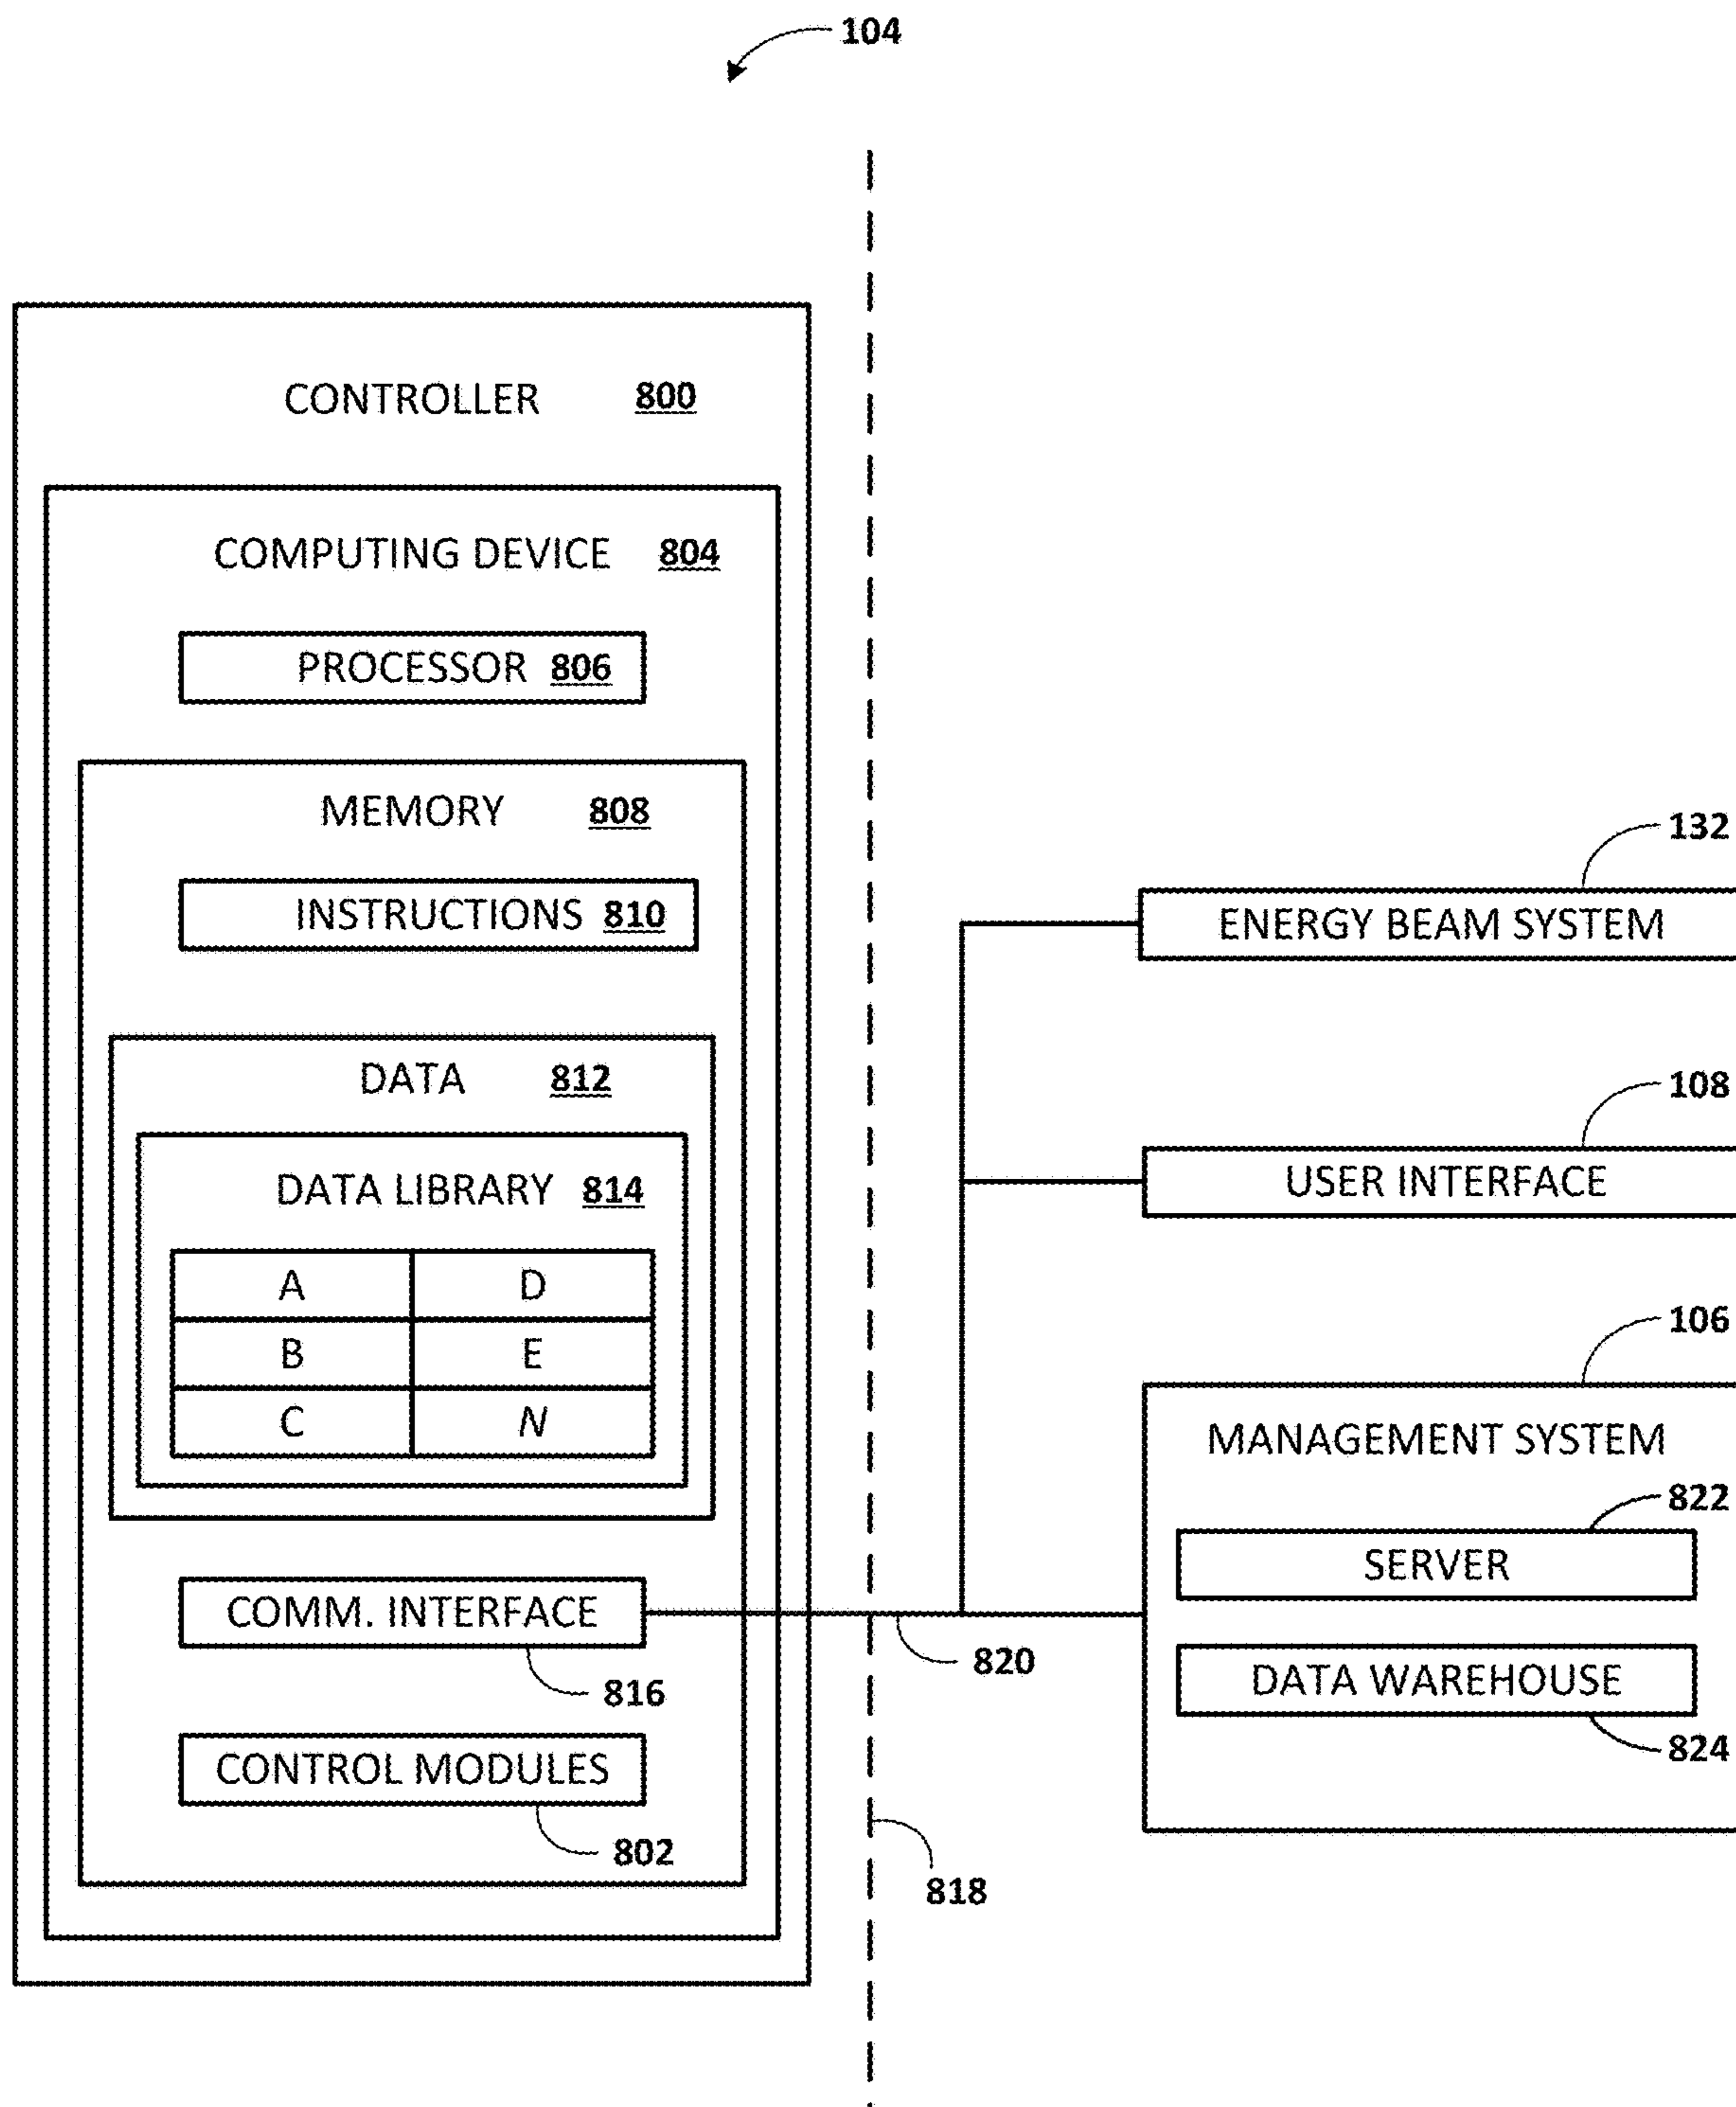 104
CONTROLLER 800
COMPUTING DEVICE 804
PROCESSOR 806
MEMORY 808
INSTRUCTIONS 810
DATA 812
DATA LIBRARY 814
A D
B E
C N
COMM. INTERFACE
816
CONTROL MODULES
802
820
818
132
ENERGY BEAM SYSTEM
108
USER INTERFACE
106
MANAGEMENT SYSTEM
822
SERVER
DATA WAREHOUSE
824